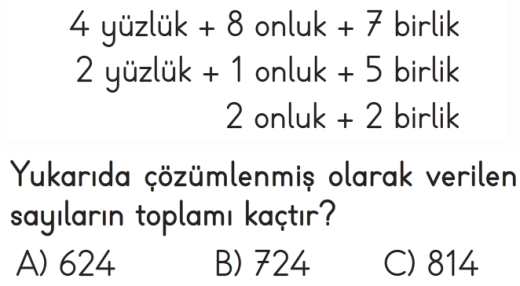 4 yüzlük + 8 onluk + 7 birlik
2 yüzlük + 1 onluk + 5 birlik
2 onluk + 2 birlik
Yukarıda çözümlenmiş olarak verilen
sayıların toplamı kaçtır?
A) 624 B) 724 C) 814